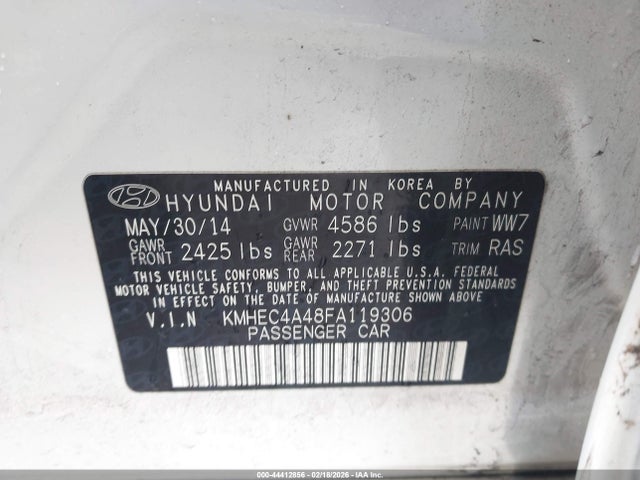 MANUFACTURED IN KOREA BY
HYUNDAI MOTOR COMPANY
MAY/30/14 GVWR 4586 lbs PAINT WW7
GAWR FRONT 2425 lbs GAWR REAR 2271 lbs TRIM RAS
THIS VEHICLE CONFORMS TO ALL APPLICABLE U.S.A. FEDERAL
MOTOR VEHICLE SAFETY, BUMPER, AND THEFT PREVENTION STANDARDS
IN EFFECT ON THE DATE OF MANUFACTURE SHOWN ABOVE
V.I.N KMHEC4A48FA119306
PASSENGER CAR
000-44412856 - 02/18/2026 - IAA Inc.